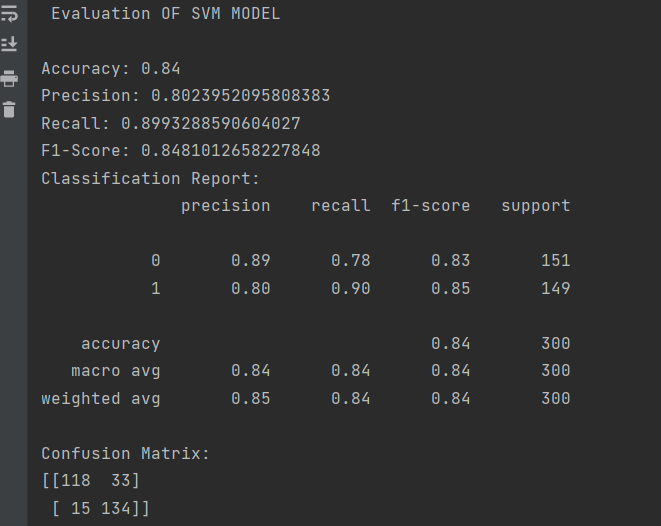 Evaluation OF SVM MODEL
Accuracy: 0.84
Precision: 0.8023952095808383
Recall: 0.8993288590604027
F1-Score: 0.8481012658227848
Classification Report:
precision recall f1-score support
0 0.89 0.78 0.83 151
1 0.80 0.90 0.85 149
accuracy 0.84 300
macro avg 0.84 0.84 0.84 300
weighted avg 0.85 0.84 0.84 300
Confusion Matrix:
[[118 33]
[ 15 134]]